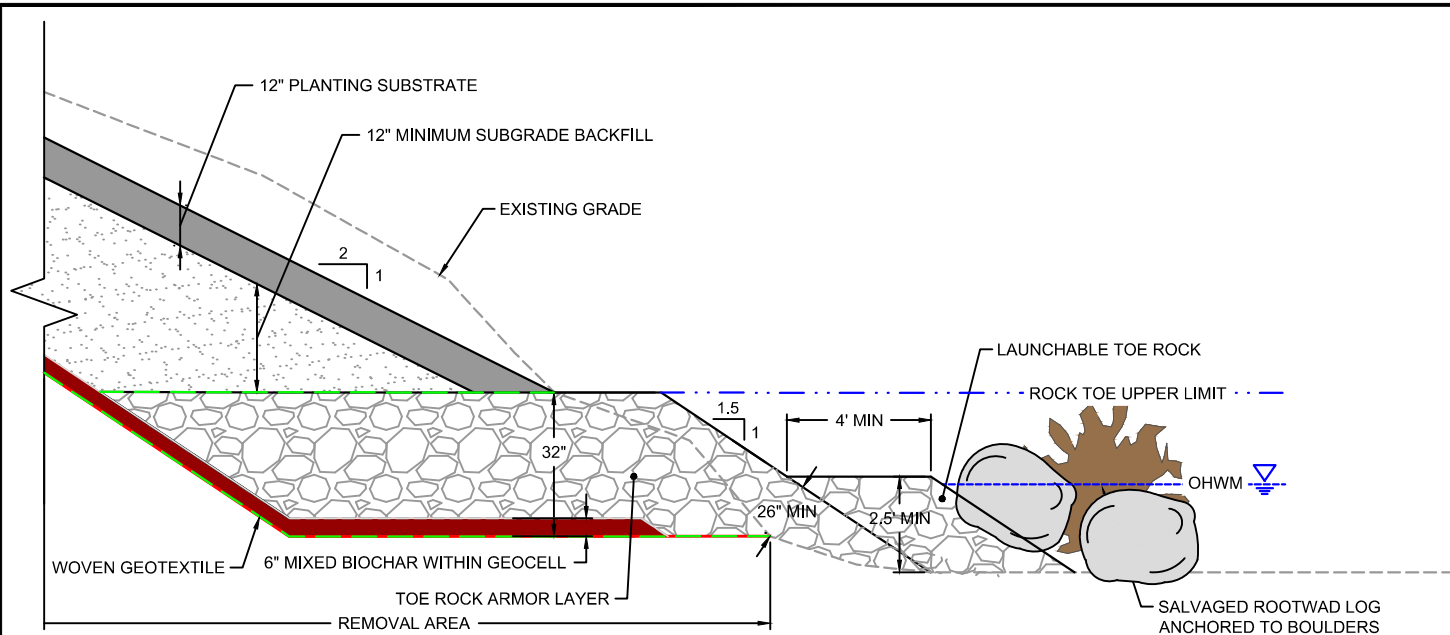 12" PLANTING SUBSTRATE
12" MINIMUM SUBGRADE BACKFILL
EXISTING GRADE
2
1
LAUNCHABLE TOE ROCK
ROCK TOE UPPER LIMIT
1.5
1
4' MIN
32"
OHWM
26" MIN
2.5' MIN
WOVEN GEOTEXTILE
6" MIXED BIOCHAR WITHIN GEOCELL
TOE ROCK ARMOR LAYER
REMOVAL AREA
SALVAGED ROOTWAD LOG
ANCHORED TO BOULDERS